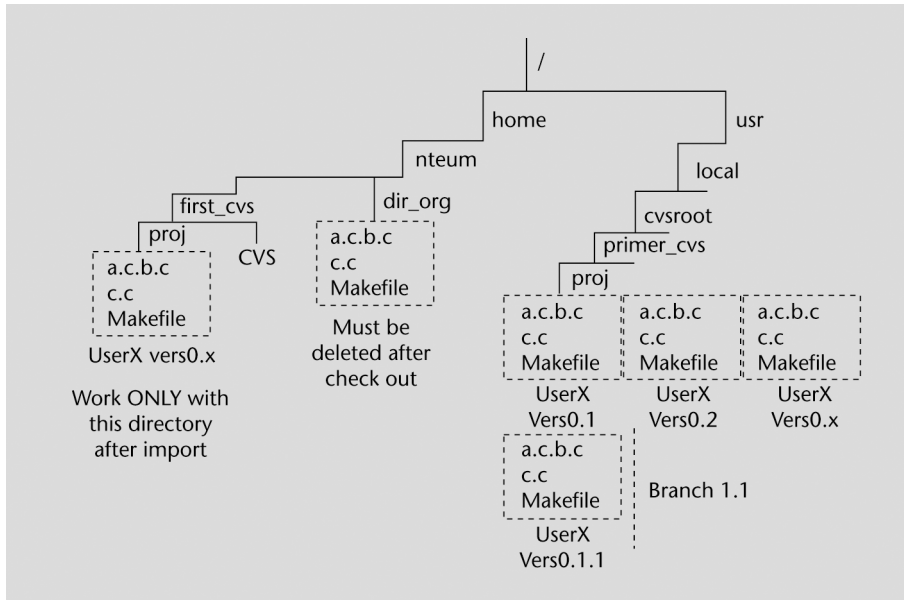 /
home
usr
nteum
local
first_cvs
dir_org
cvsroot
proj
CVS
primer_cvs
proj
a.c.b.c
c.c
Makefile
UserX vers0.x
Work ONLY with
this directory
after import
a.c.b.c
c.c
Makefile
Must be
deleted after
check out
a.c.b.c
c.c
Makefile
UserX
Vers0.1
a.c.b.c
c.c
Makefile
UserX
Vers0.2
a.c.b.c
c.c
Makefile
UserX
Vers0.x
a.c.b.c
c.c
Makefile
UserX
Vers0.1.1
Branch 1.1